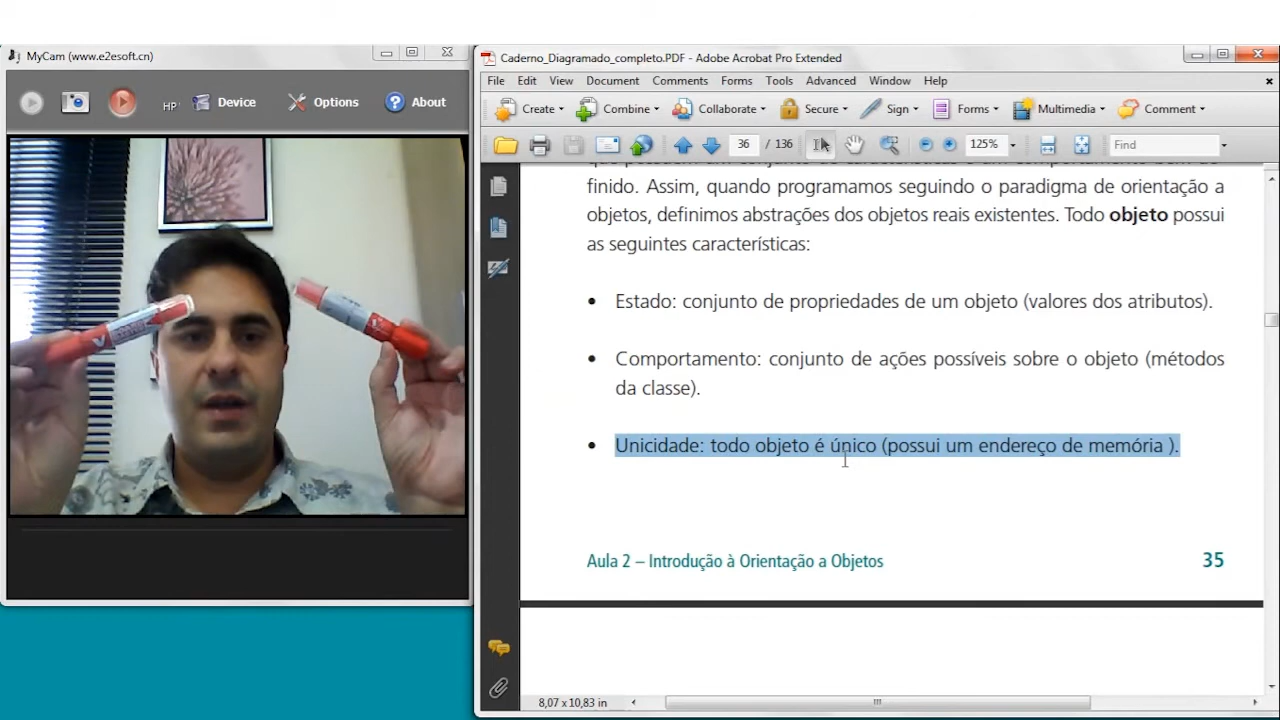 MyCam (www.e2esoft.cn)
HP
Device
Options
About
Caderno_Diagramado_completo.PDF - Adobe Acrobat Pro Extended
File Edit View Document Comments Forms Tools Advanced Window Help
Create Combine Collaborate Secure Sign Forms Multimedia Comment
36 / 136 125% Find
finido. Assim, quando programamos seguindo o paradigma de orientação a
objetos, definimos abstrações dos objetos reais existentes. Todo objeto possui
as seguintes características:
• Estado: conjunto de propriedades de um objeto (valores dos atributos).
• Comportamento: conjunto de ações possíveis sobre o objeto (métodos
da classe).
• Unicidade: todo objeto é único (possui um endereço de memória ).
Aula 2 – Introdução à Orientação a Objetos 35
8,07 x 10,83 in